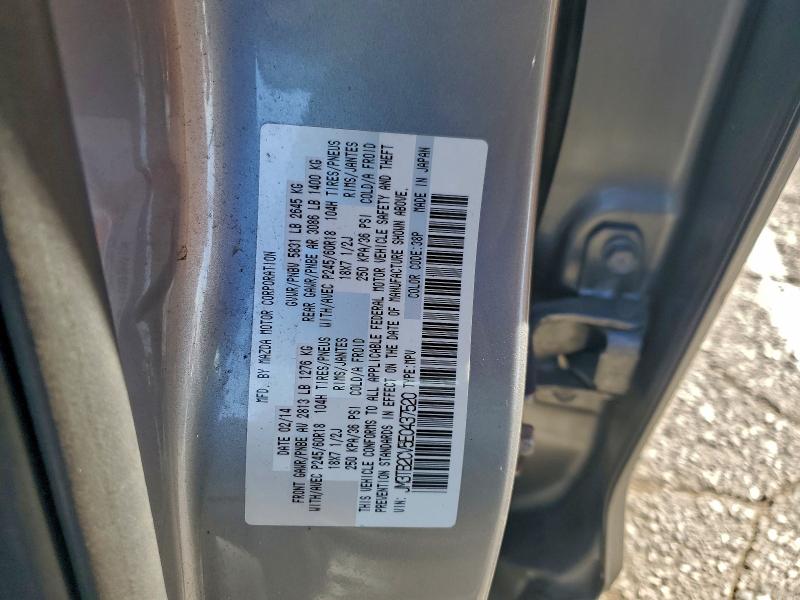 MFD. BY MAZDA MOTOR CORPORATION
DATE 02/14 GVWR/PNBV 5831 LB 2645 KG
FRONT GAWR/PNBE AV 2813 LB 1276 KG REAR GAWR/PNBE AR 3086 LB 1400 KG
WITH/AVEC P245/60R18 104H TIRES/PNEUS WITH/AVEC P245/60R18 104H TIRES/PNEUS
18X7 1/2J RIMS/JANTES 18X7 1/2J RIMS/JANTES
250 KPA/36 PSI COLD/A FROID 250 KPA/36 PSI COLD/A FROID
THIS VEHICLE CONFORMS TO ALL APPLICABLE FEDERAL MOTOR VEHICLE SAFETY AND THEFT
PREVENTION STANDARDS IN EFFECT ON THE DATE OF MANUFACTURE SHOWN ABOVE.
VIN: JM3TB2CV5E0437520 TYPE:MPV COLOR CODE:38P MADE IN JAPAN